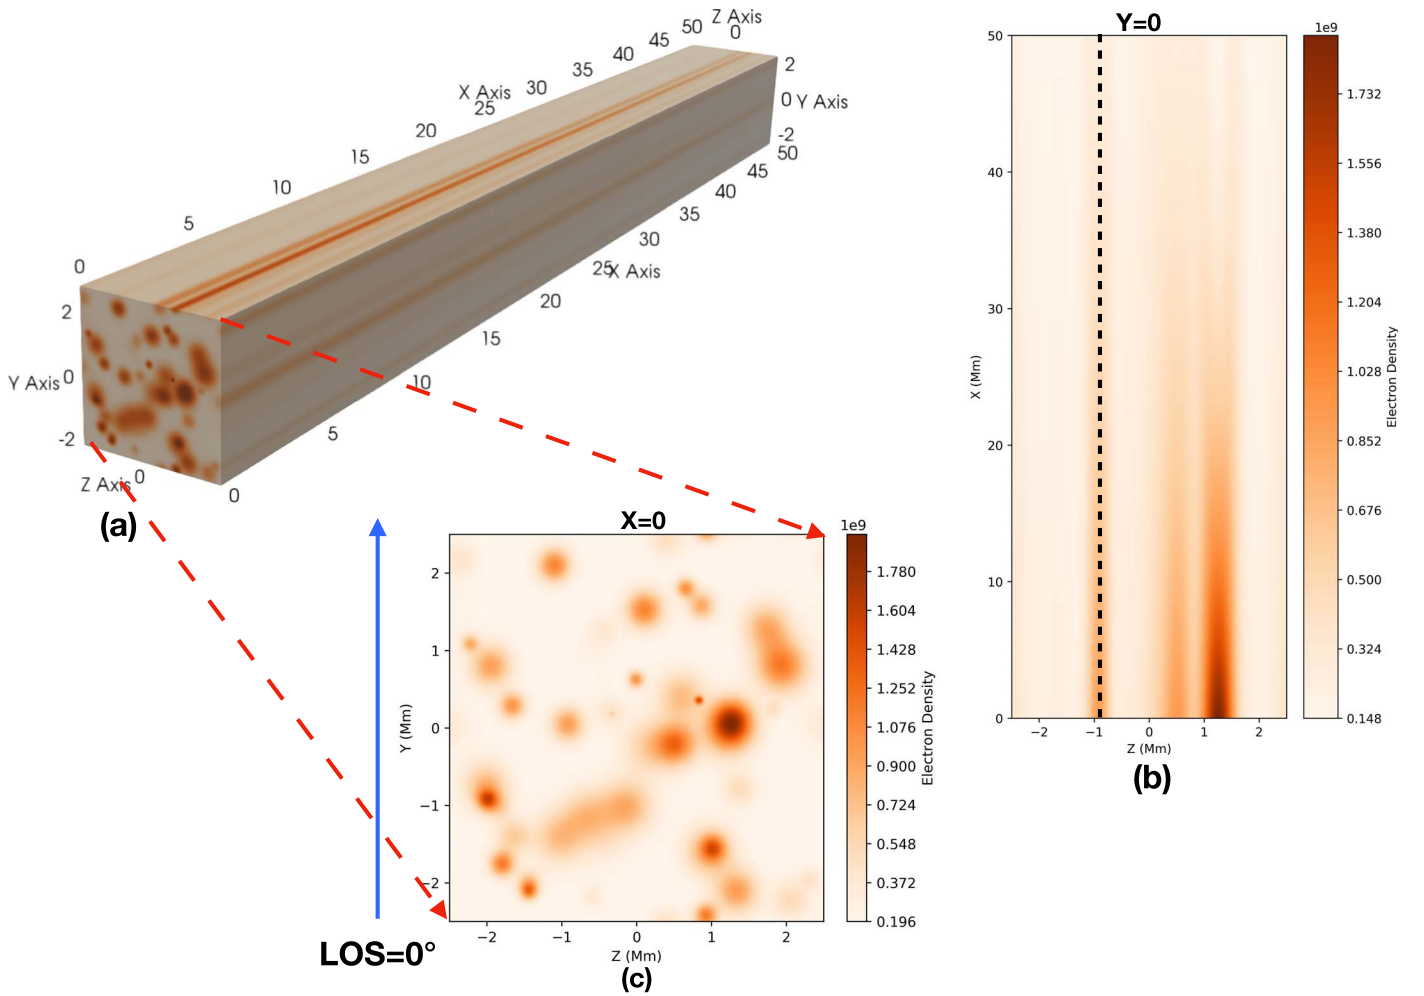 Z Axis
50 0
45
40
35
X Axis 30
25
20
15
10
5
0
2
0 Y Axis
-2
50
45
40
35
30
25 X Axis
20
15
10
5
0
2
Y Axis 0
-2
Z Axis 0
(a)
Y=0
1e9
50
40
30
20
10
0
X (Mm)
−2 −1 0 1 2
Z (Mm)
1.732
1.556
1.380
1.204
1.028
0.852
0.676
0.500
0.324
0.148
Electron Density
(b)
X=0
1e9
2
1
0
−1
−2
Y (Mm)
−2 −1 0 1 2
Z (Mm)
1.780
1.604
1.428
1.252
1.076
0.900
0.724
0.548
0.372
0.196
Electron Density
LOS=0°
(c)